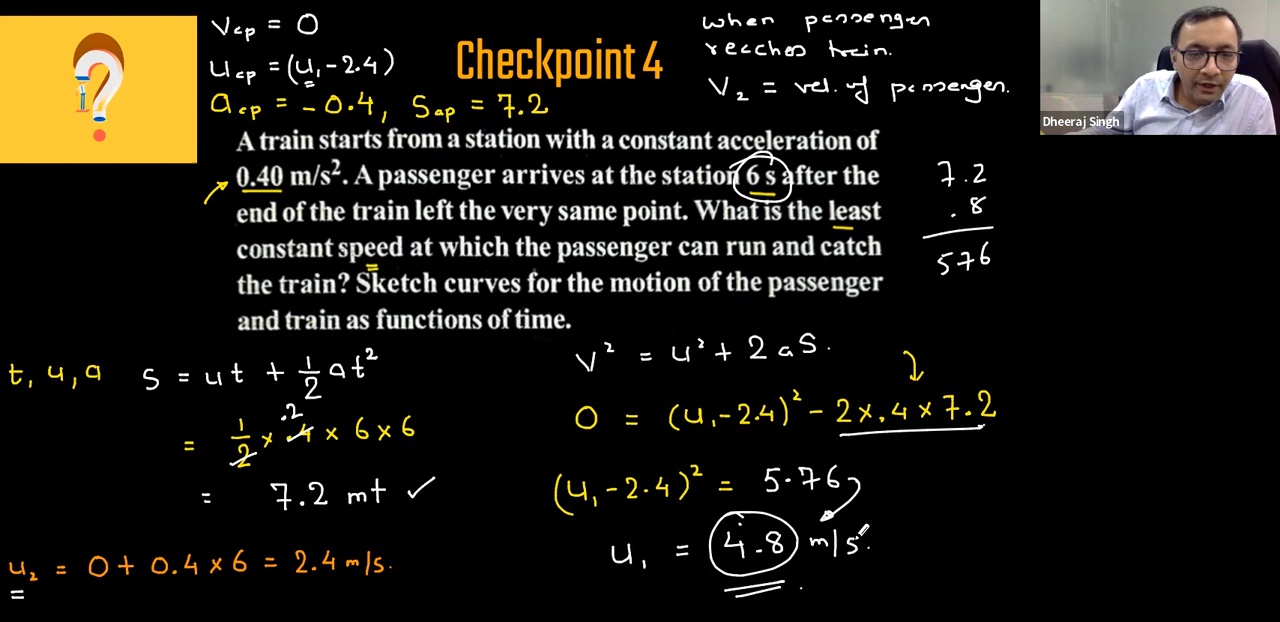 V_cp = 0
u_cp = (u₁ - 2.4)
a_cp = - 0.4, S_ap = 7.2
Checkpoint 4
when passenger
reaches train.
V₂ = vel. of passenger.
Dheeraj Singh
A train starts from a station with a constant acceleration of
0.40 m/s². A passenger arrives at the station 6 s after the
end of the train left the very same point. What is the least
constant speed at which the passenger can run and catch
the train? Sketch curves for the motion of the passenger
and train as functions of time.
7.2
.8
576
t, u, a
S = ut + 1/2 at²
= 1/2 × .4 × 6 × 6
.2
= 7.2 mt ✓
u₂ = 0 + 0.4 × 6 = 2.4 m/s.
=
V² = u² + 2aS.
0 = (u₁ - 2.4)² - 2 × .4 × 7.2
(u₁ - 2.4)² = 5.76
u₁ = 4.8 m/s.